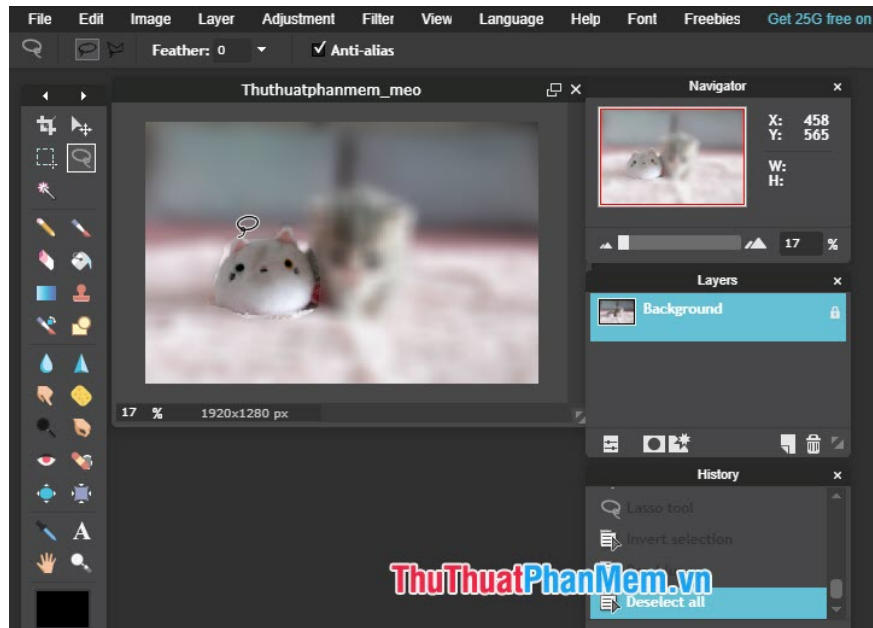 File Edit Image Layer Adjustment Filter View Language Help Font Freebies Get 25G free on
Feather: 0 Anti-alias
Thuthuatphanmem_meo
Navigator
X: 458
Y: 565
W:
H:
17 %
Layers
Background
17 % 1920x1280 px
History
Lasso tool
Invert selection
Deselect all
A
ThuThuatPhanMem.vn